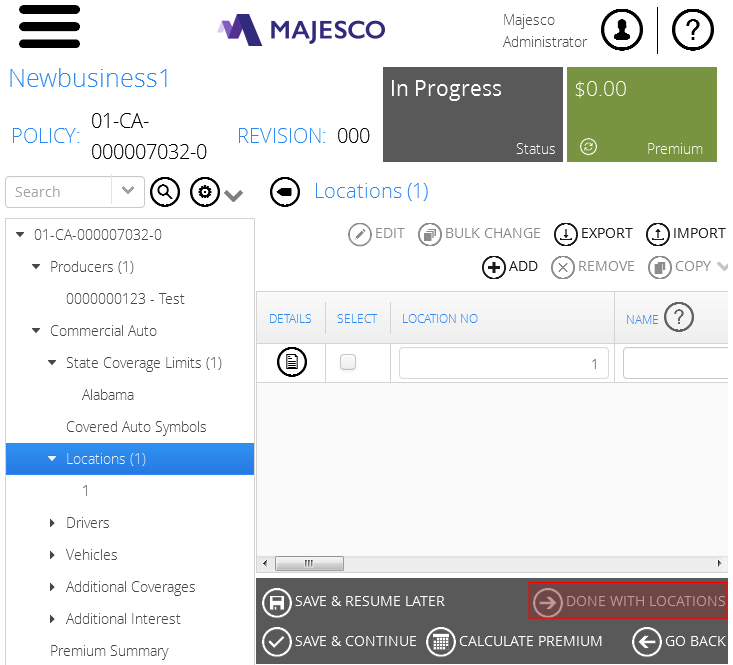 MAJESCO
Majesco
Administrator
?
Newbusiness1
POLICY: 01-CA-
000007032-0
REVISION: 000
In Progress
Status
$0.00
Premium
Search
Locations (1)
EDIT BULK CHANGE EXPORT IMPORT
ADD REMOVE COPY
01-CA-000007032-0
Producers (1)
0000000123 - Test
Commercial Auto
State Coverage Limits (1)
Alabama
Covered Auto Symbols
Locations (1)
1
Drivers
Vehicles
Additional Coverages
Additional Interest
Premium Summary
DETAILS SELECT LOCATION NO NAME ?
1
SAVE & RESUME LATER DONE WITH LOCATIONS
SAVE & CONTINUE CALCULATE PREMIUM GO BACK